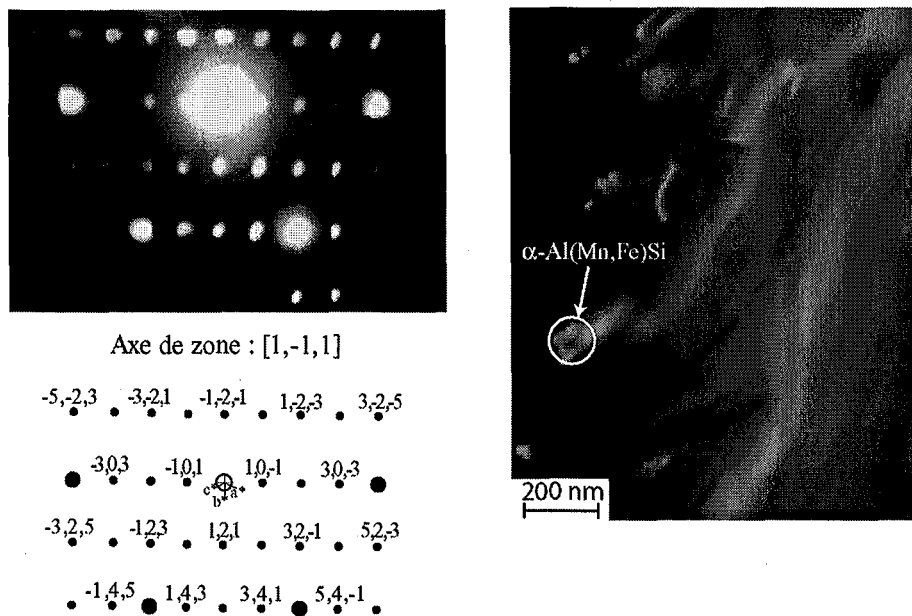 Axe de zone : [1,-1,1]
-5,-2,3 -3,-2,1 -1,-2,-1 1,-2,-3 3,-2,-5
-3,0,3 -1,0,1 1,0,-1 3,0,-3
c* a*
b*
-3,2,5 -1,2,3 1,2,1 3,2,-1 5,2,-3
-1,4,5 1,4,3 3,4,1 5,4,-1
α-Al(Mn,Fe)Si
200 nm